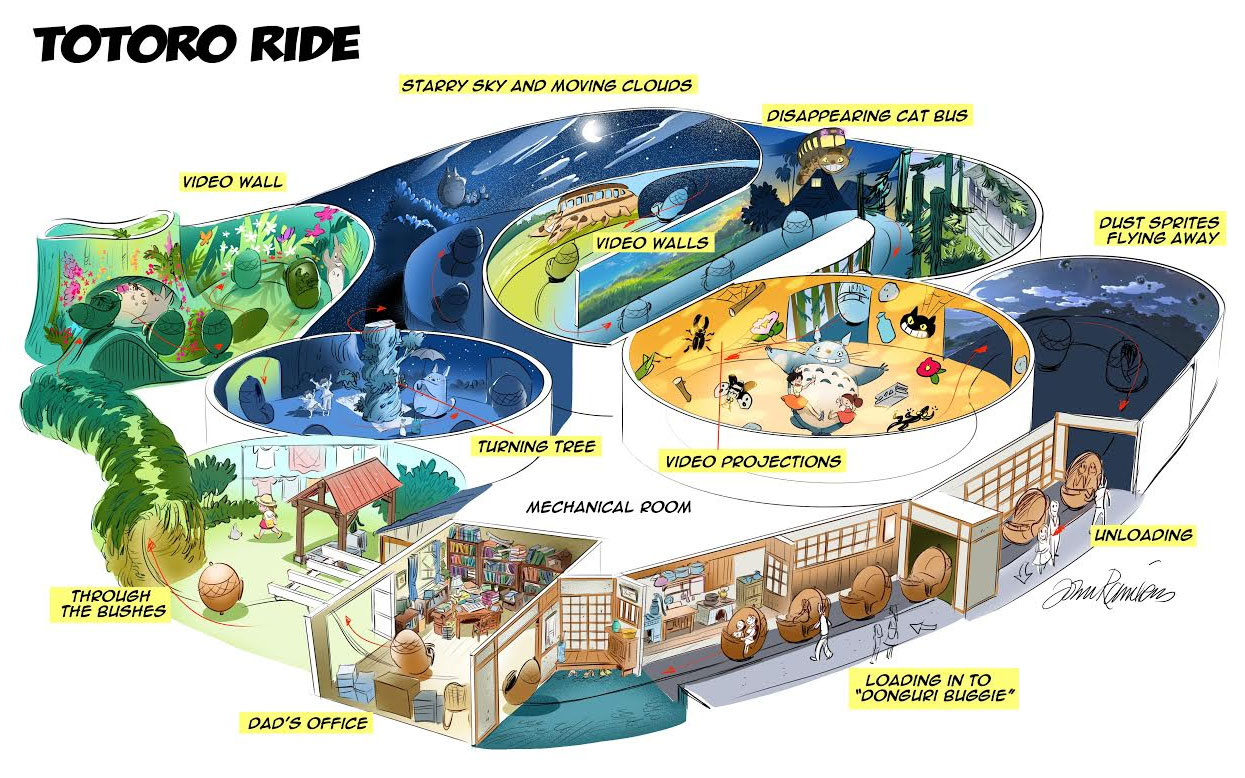 TOTORO RIDE
STARRY SKY AND MOVING CLOUDS
DISAPPEARING CAT BUS
VIDEO WALL
DUST SPRITES
FLYING AWAY
VIDEO WALLS
TURNING TREE
VIDEO PROJECTIONS
MECHANICAL ROOM
UNLOADING
THROUGH
THE BUSHES
LOADING IN TO
"DONGURI BUGGIE"
DAD'S OFFICE